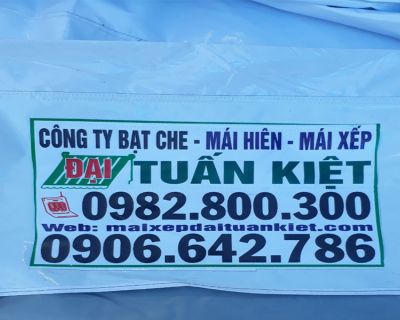 CÔNG TY BẠT CHE - MÁI HIÊN - MÁI XẾP
ĐẠI TUẤN KIỆT
0982.800.300
Web: maixepdaituankiet.com
0906.642.786